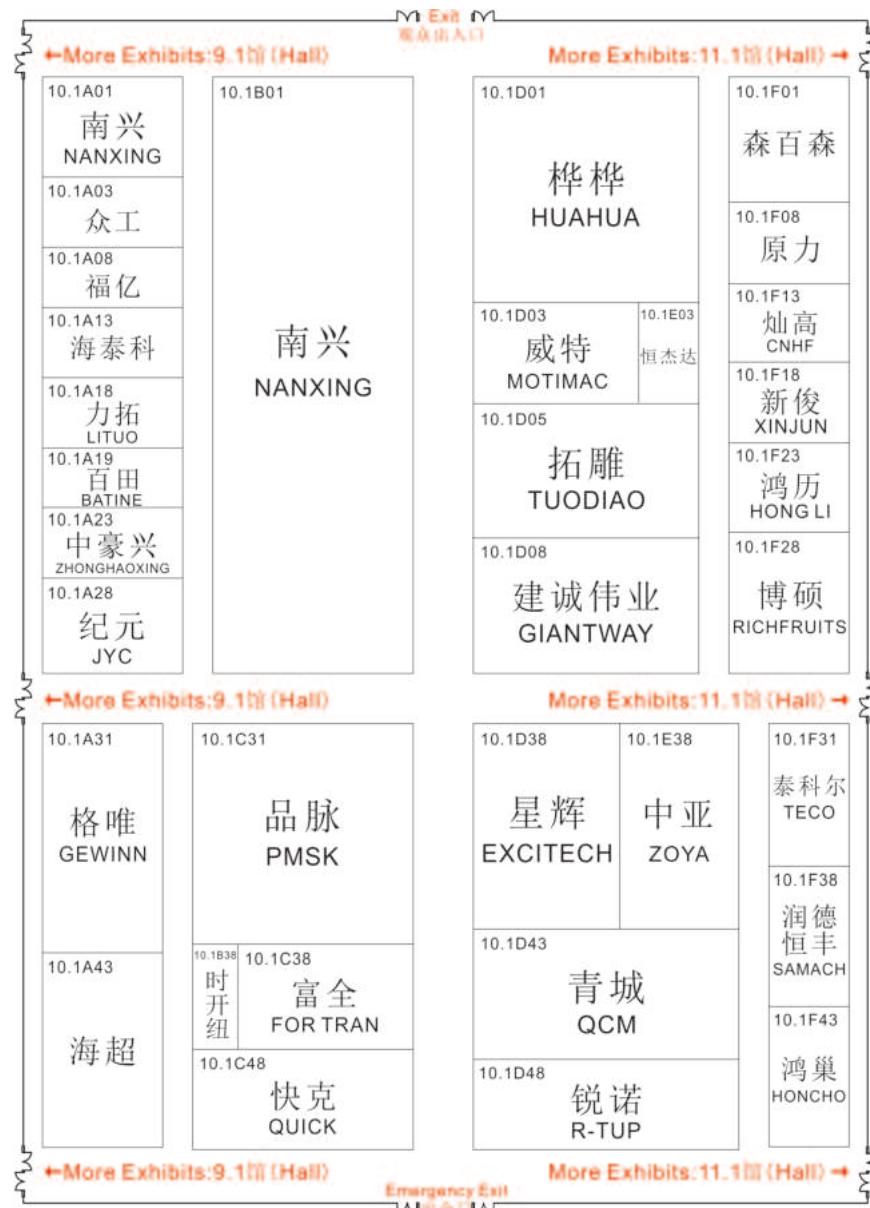 Exit
观众出入口
←More Exhibits:9.1馆(Hall)
More Exhibits:11.1馆(Hall)→
10.1A01
南兴
NANXING
10.1A03
众工
10.1A08
福亿
10.1A13
海泰科
10.1A18
力拓
LITUO
10.1A19
百田
BATINE
10.1A23
中豪兴
ZHONGHAOXING
10.1A28
纪元
JYC
10.1B01
南兴
NANXING
10.1D01
桦桦
HUAHUA
10.1D03
威特
MOTIMAC
10.1E03
恒杰达
10.1D05
拓雕
TUODIAO
10.1D08
建诚伟业
GIANTWAY
10.1F01
森百森
10.1F08
原力
10.1F13
灿高
CNHF
10.1F18
新俊
XINJUN
10.1F23
鸿历
HONG LI
10.1F28
博硕
RICHFRUITS
←More Exhibits:9.1馆(Hall)
More Exhibits:11.1馆(Hall)→
10.1A31
格唯
GEWINN
10.1A43
海超
10.1C31
品脉
PMSK
10.1B38
时
开
纽
10.1C38
富全
FOR TRAN
10.1C48
快克
QUICK
10.1D38
星辉
EXCITECH
10.1E38
中亚
ZOYA
10.1D43
青城
QCM
10.1D48
锐诺
R-TUP
10.1F31
泰科尔
TECO
10.1F38
润德
恒丰
SAMACH
10.1F43
鸿巢
HONCHO
←More Exhibits:9.1馆(Hall)
More Exhibits:11.1馆(Hall)→
Emergency Exit